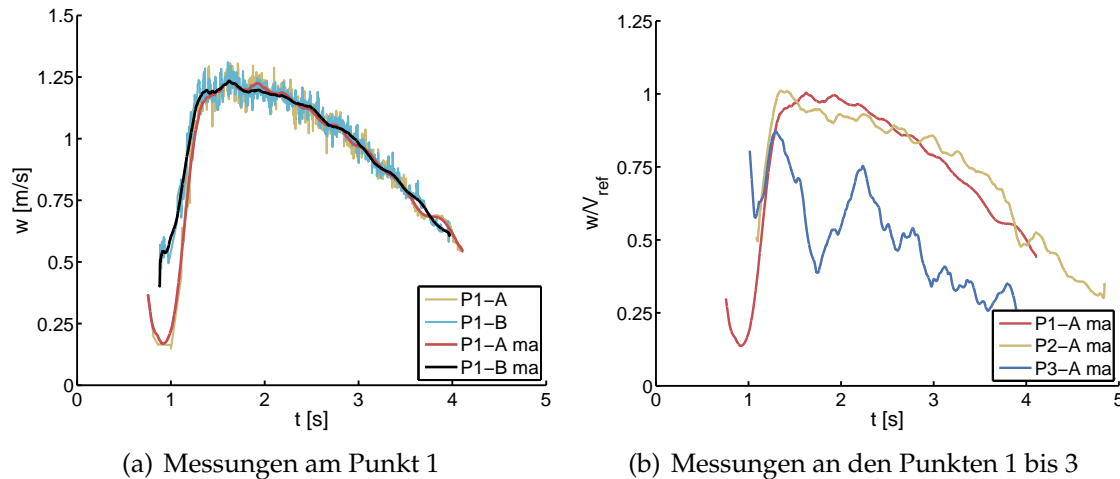 1.5
1.25
1
0.75
0.5
0.25
0
w [m/s]
0 1 2 3 4 5
t [s]
P1−A
P1−B
P1−A ma
P1−B ma
(a) Messungen am Punkt 1
1.25
1
0.75
0.5
0.25
0
w/Vref
0 1 2 3 4 5
t [s]
P1−A ma
P2−A ma
P3−A ma
(b) Messungen an den Punkten 1 bis 3